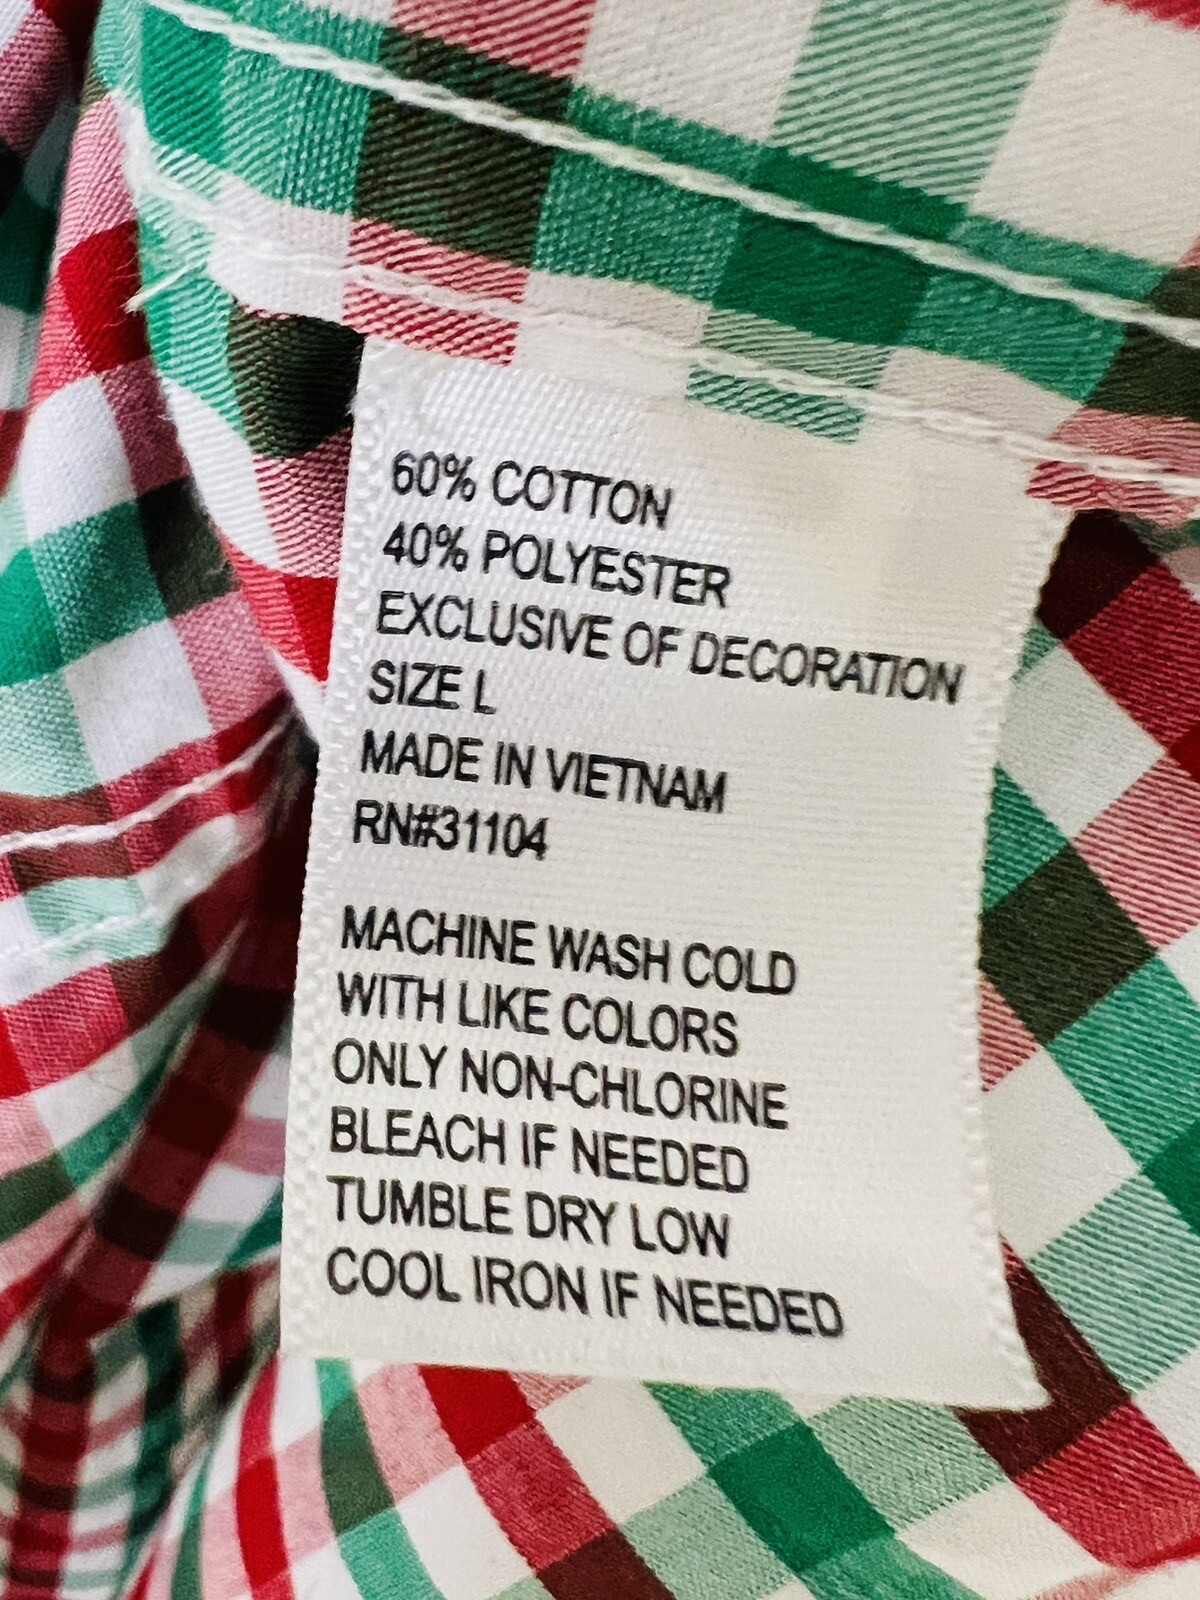 60% COTTON
40% POLYESTER
EXCLUSIVE OF DECORATION
SIZE L
MADE IN VIETNAM
RN#31104
MACHINE WASH COLD
WITH LIKE COLORS
ONLY NON-CHLORINE
BLEACH IF NEEDED
TUMBLE DRY LOW
COOL IRON IF NEEDED